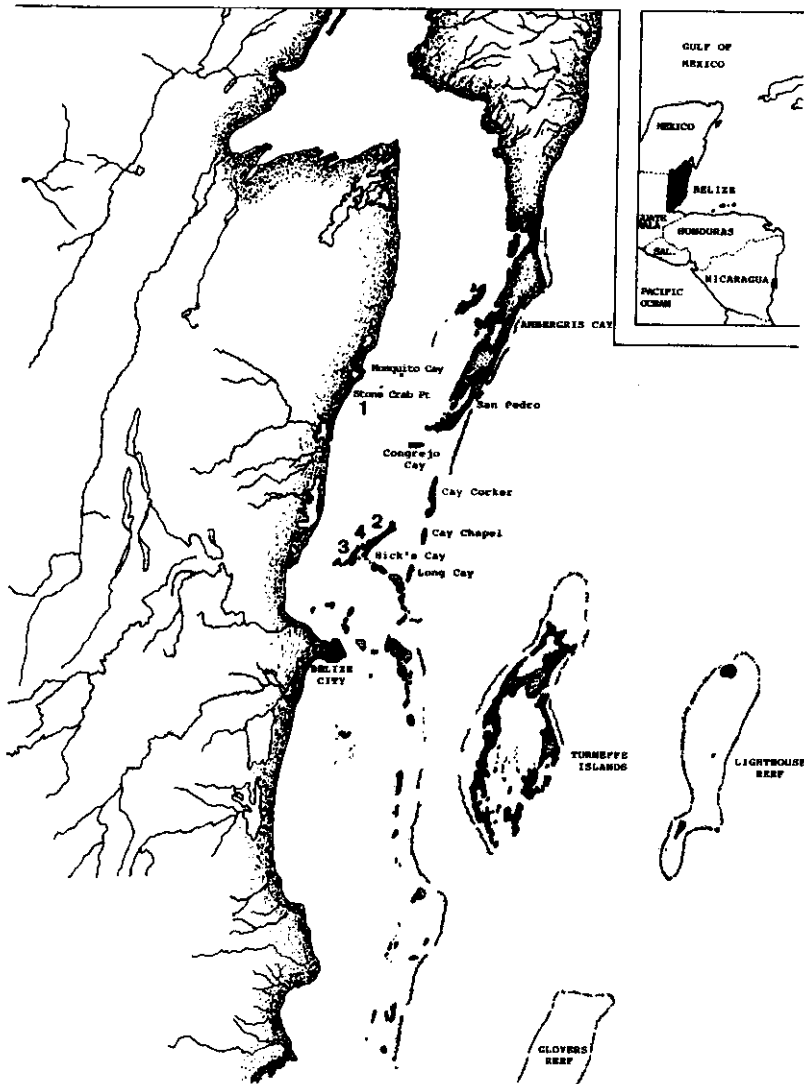 GULF OF
MEXICO
MEXICO
BELIZE
HONDURAS
SAL.
NICARAGUA
PACIFIC
OCEAN
AMBERGRIS CAY
Mosquito Cay
Stone Crab Pt
1
San Pedro
Congrejo
Cay
Cay Corker
2
Cay Chapel
4
3
Hick's Cay
Long Cay
BELIZE
CITY
TURNEFFE
ISLANDS
LIGHTHOUSE
REEF
GLOVERS
REEF